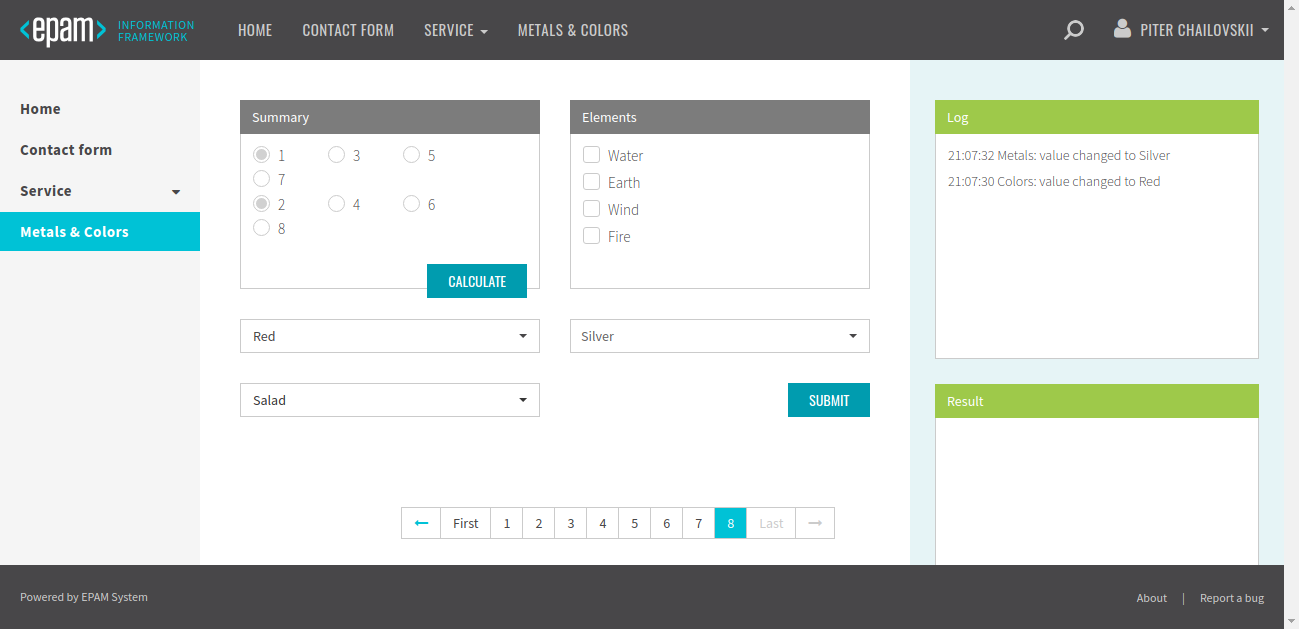 <epam> INFORMATION FRAMEWORK HOME CONTACT FORM SERVICE METALS & COLORS PITER CHAILOVSKII
Home
Contact form
Service
Metals & Colors
Summary
1 3 5
7
2 4 6
8
CALCULATE
Elements
Water
Earth
Wind
Fire
Red
Silver
Salad
SUBMIT
← First 1 2 3 4 5 6 7 8 Last →
Log
21:07:32 Metals: value changed to Silver
21:07:30 Colors: value changed to Red
Result
Powered by EPAM System About | Report a bug